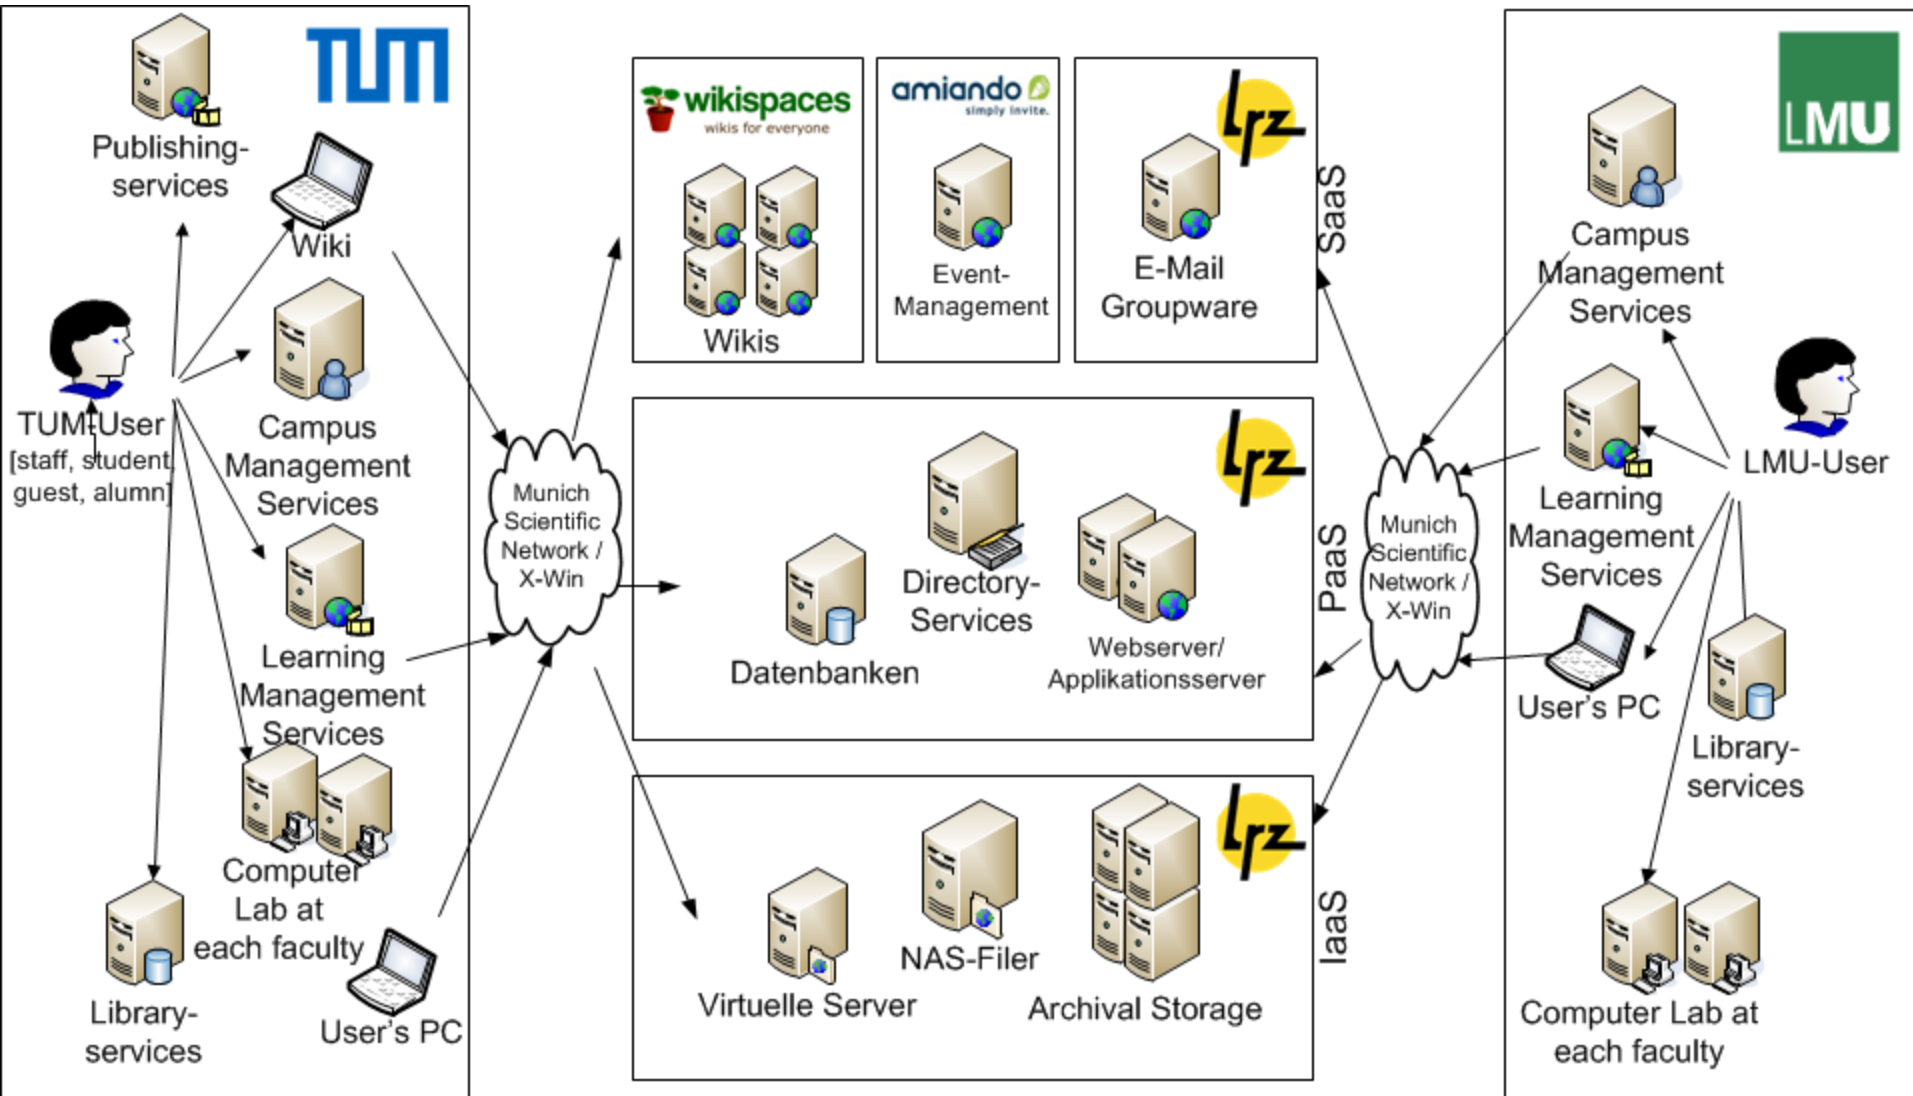 TUM
Publishing-
services
Wiki
TUM-User
[staff, student,
guest, alumn]
Campus
Management
Services
Learning
Management
Services
Computer
Lab at
each faculty
Library-
services
User's PC
Munich
Scientific
Network /
X-Win
wikispaces
wikis for everyone
Wikis
amiando
simply invite.
Event-
Management
lrz
E-Mail
Groupware
SaaS
lrz
Datenbanken
Directory-
Services
Webserver/
Applikationsserver
PaaS
lrz
Virtuelle Server
NAS-Filer
Archival Storage
IaaS
Munich
Scientific
Network /
X-Win
LMU
Campus
Management
Services
LMU-User
Learning
Management
Services
User's PC
Library-
services
Computer Lab at
each faculty